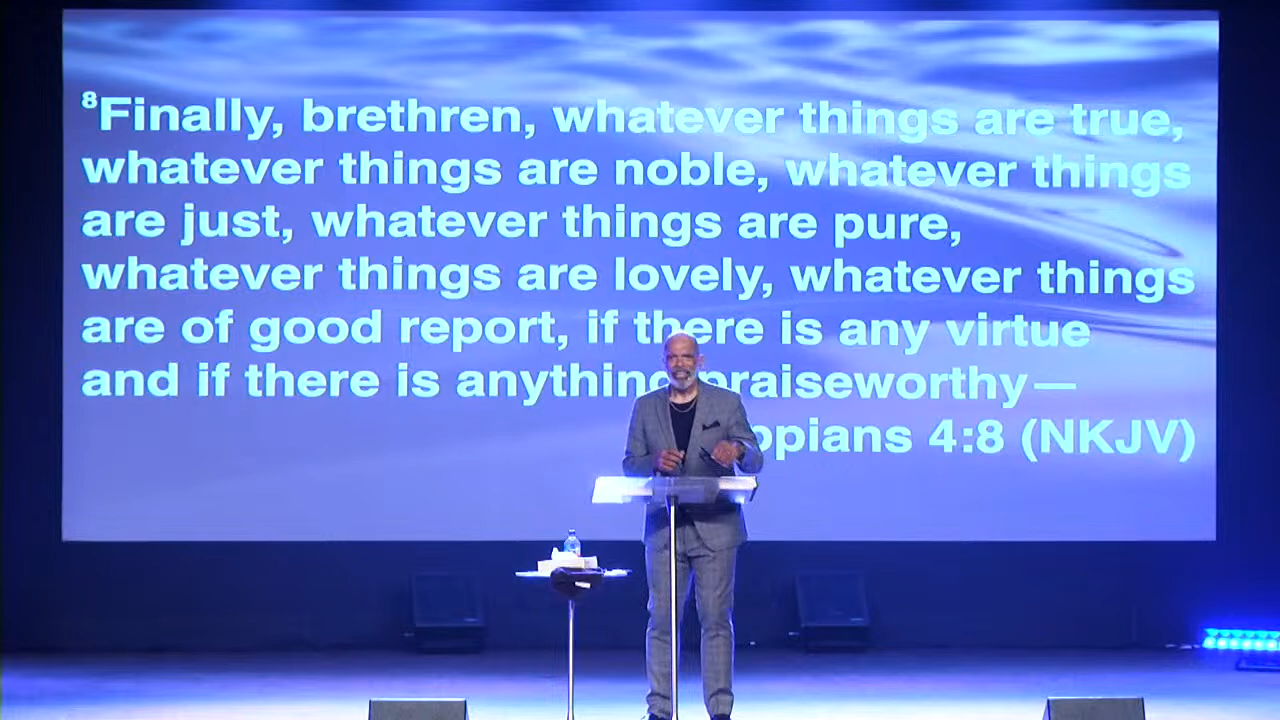 ⁸Finally, brethren, whatever things are true,
whatever things are noble, whatever things
are just, whatever things are pure,
whatever things are lovely, whatever things
are of good report, if there is any virtue
and if there is anything praiseworthy—
4:8 (NKJV)